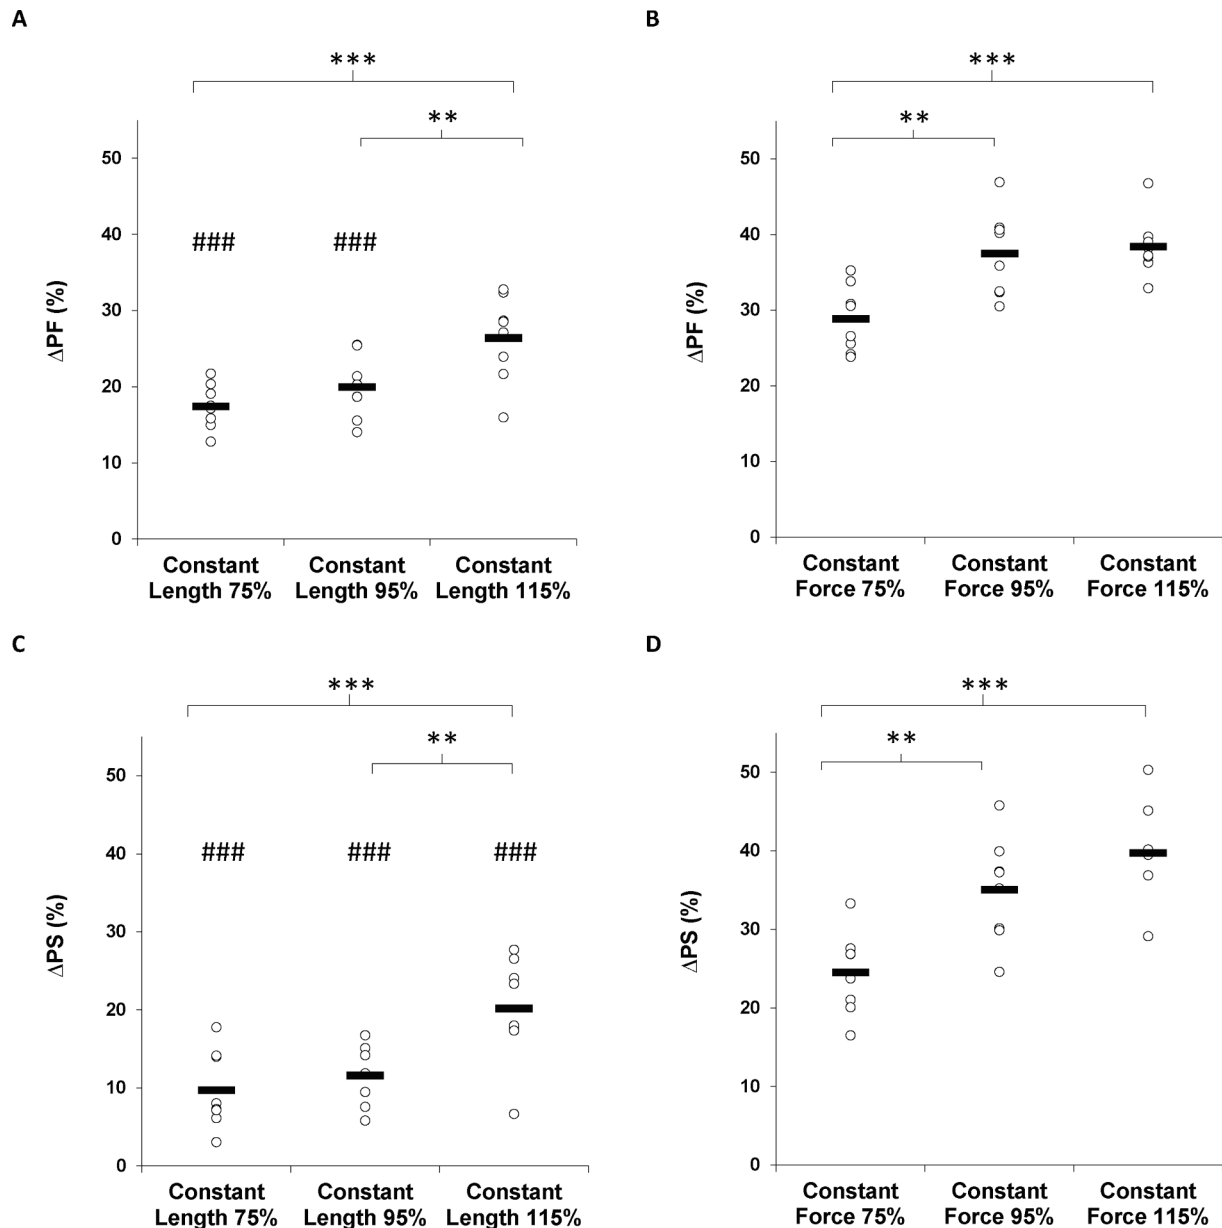 A
***
**
50
40
30
20
10
0
ΔPF (%)
###
###
Constant
Length 75%
Constant
Length 95%
Constant
Length 115%
B
***
**
50
40
30
20
10
0
ΔPF (%)
Constant
Force 75%
Constant
Force 95%
Constant
Force 115%
C
***
**
50
40
30
20
10
0
ΔPS (%)
###
###
###
Constant
Length 75%
Constant
Length 95%
Constant
Length 115%
D
***
**
50
40
30
20
10
0
ΔPS (%)
Constant
Force 75%
Constant
Force 95%
Constant
Force 115%